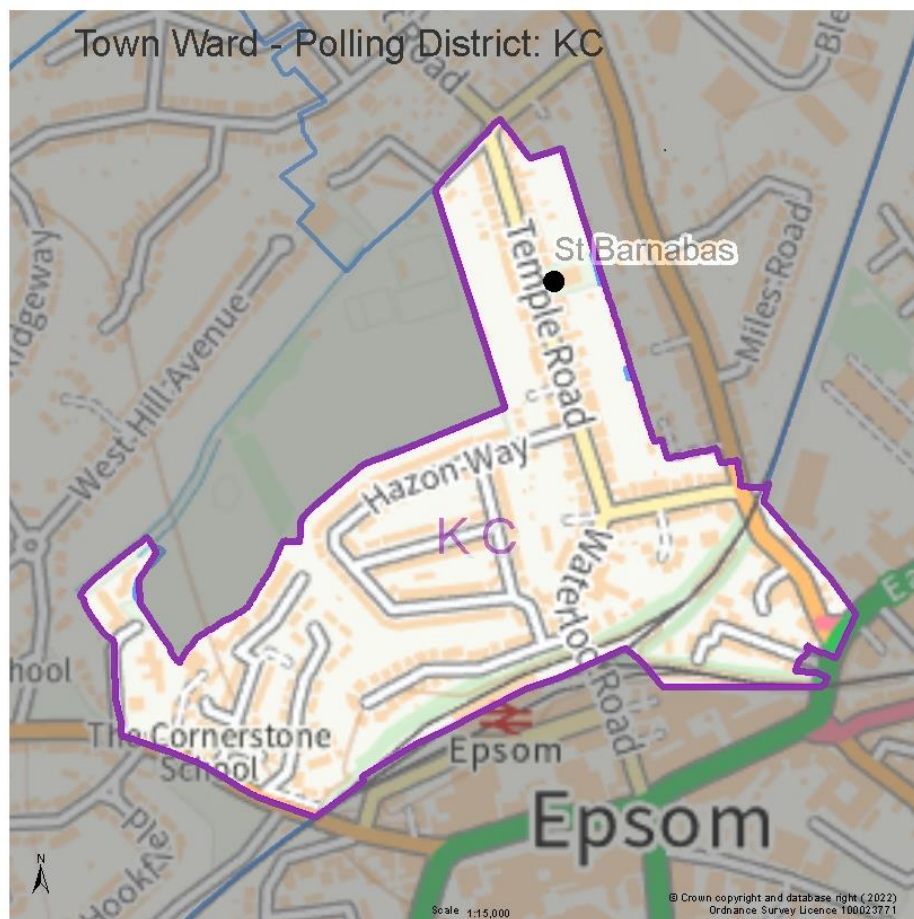 Town Ward - Polling District: KC
Road
St Barnabas
Temple Road
Miles Road
West Hill Avenue
Hazon Way
KC
Waterloo Road
The Cornerstone
School
Epsom
Epsom
N
Scale 1:15,000
© Crown copyright and database right (2022)
Ordnance Survey Licence 100023771